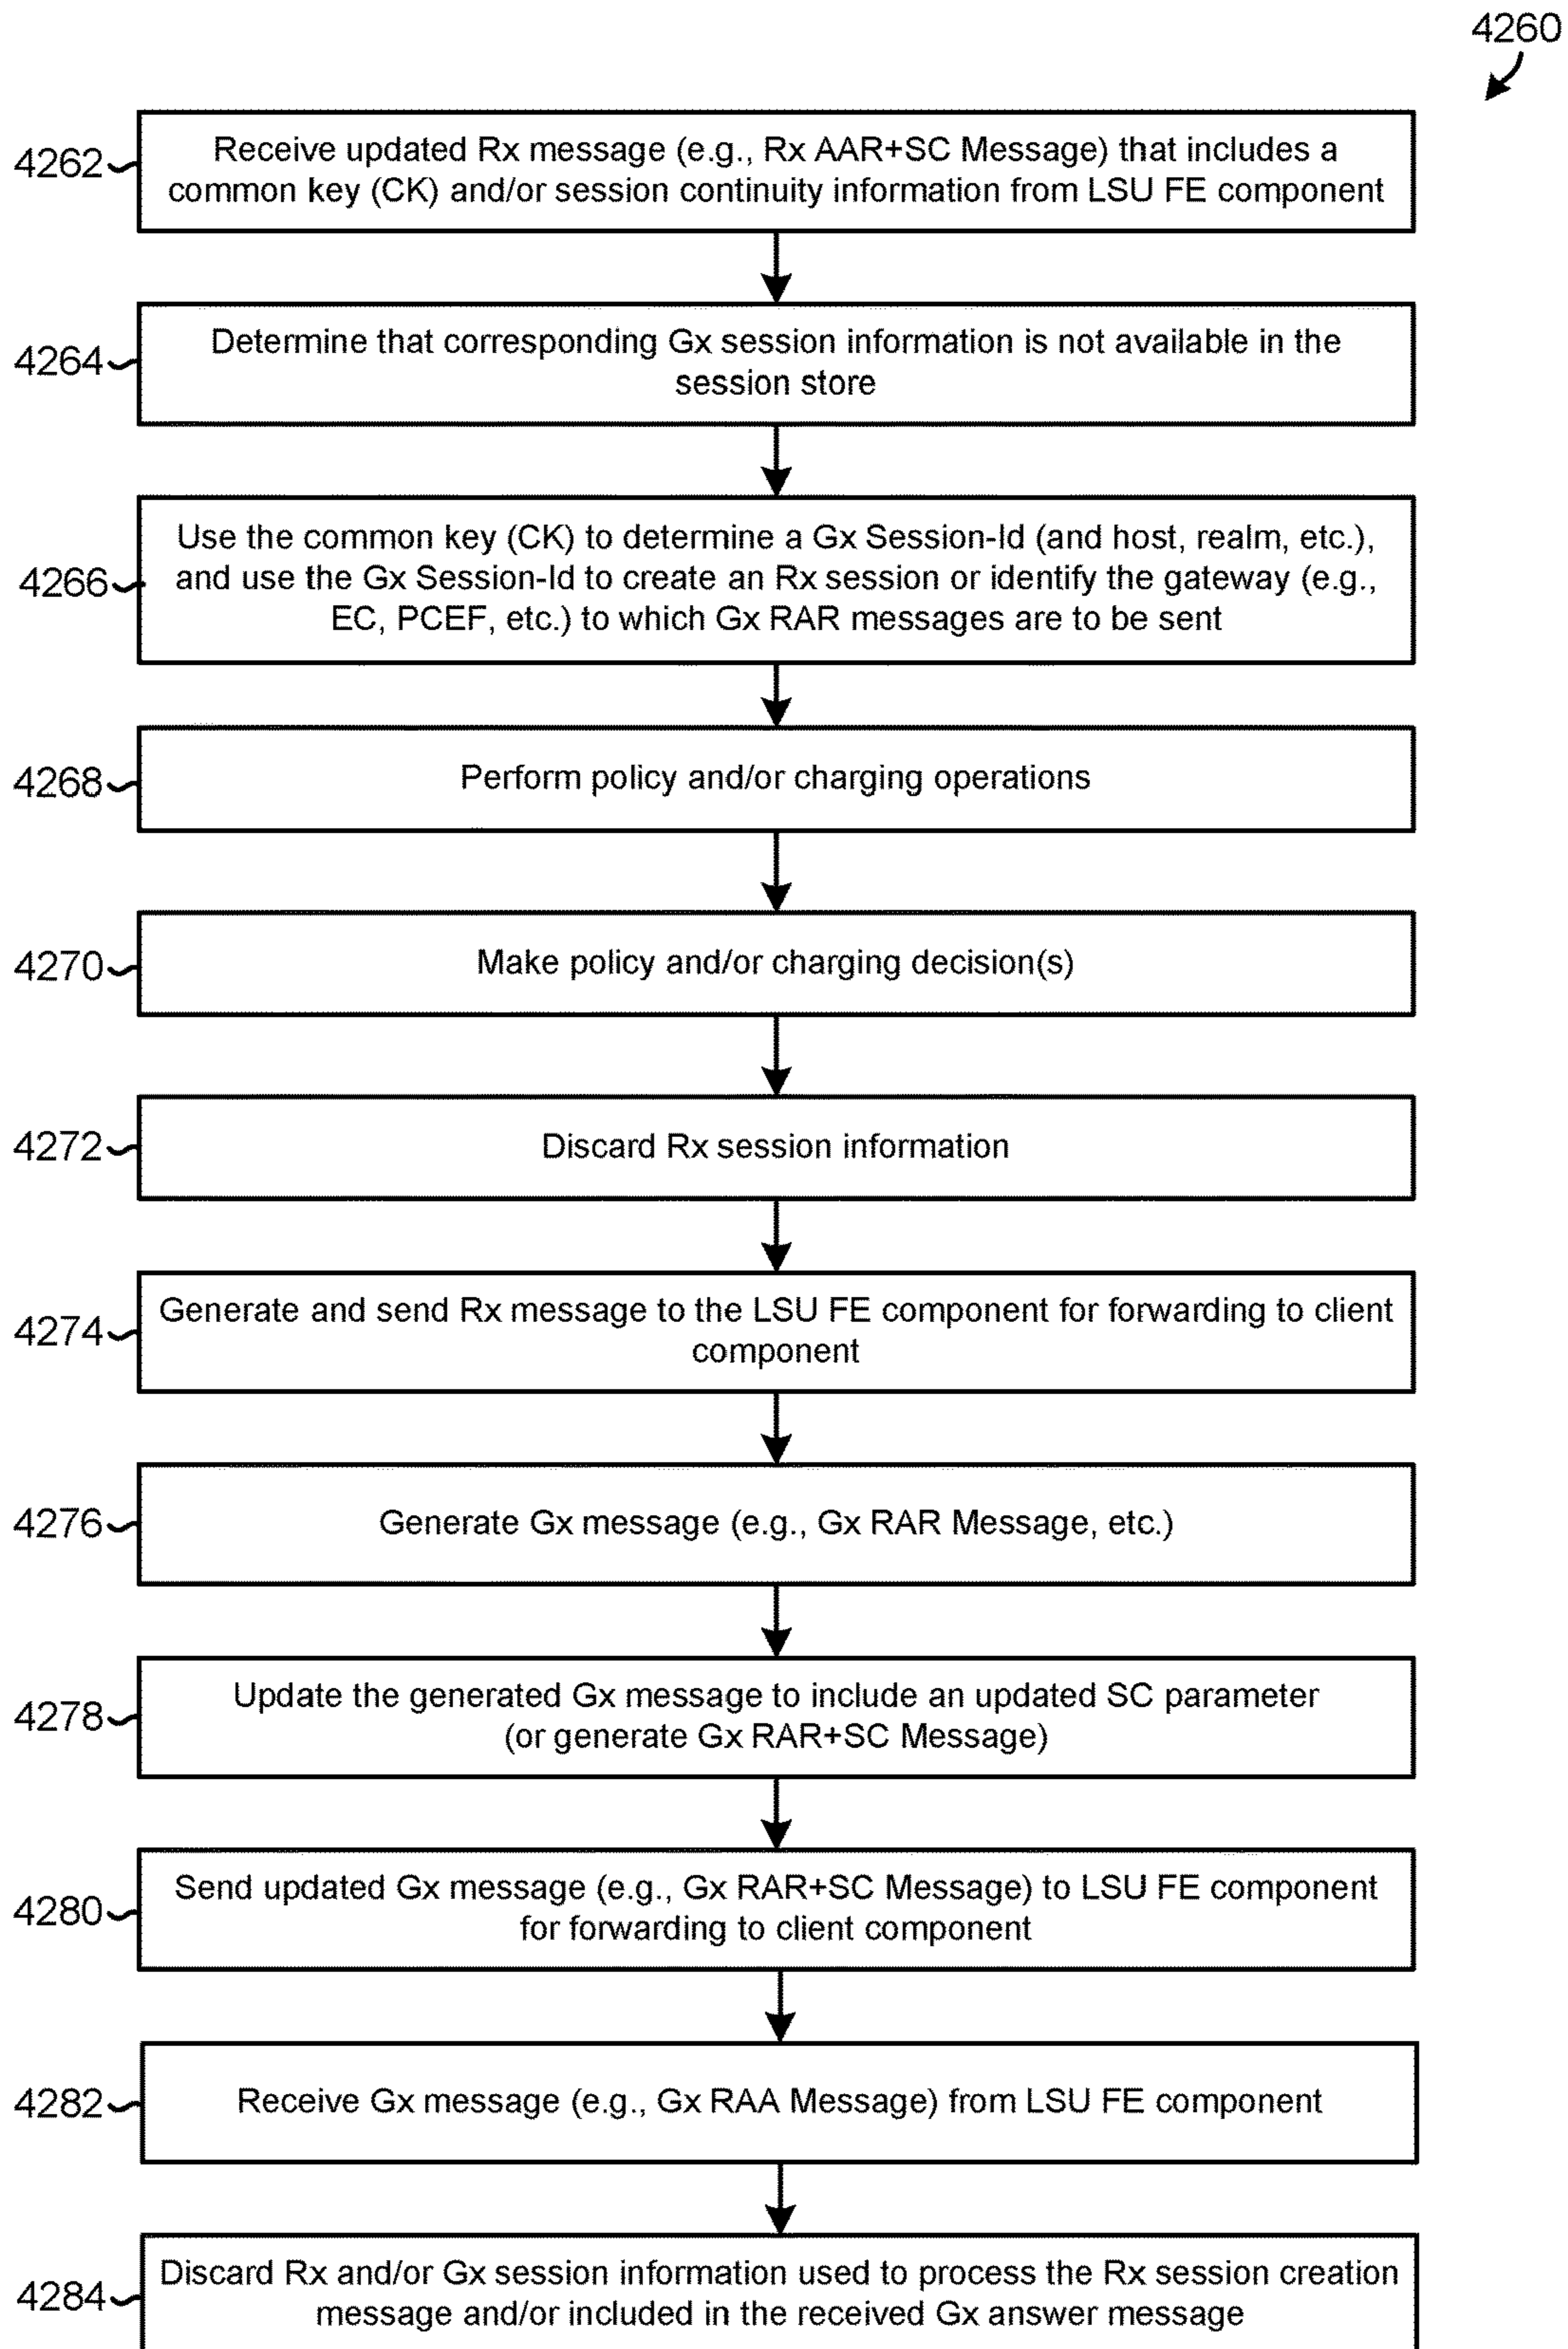 4260
4262
Receive updated Rx message (e.g., Rx AAR+SC Message) that includes a
common key (CK) and/or session continuity information from LSU FE component
4264
Determine that corresponding Gx session information is not available in the
session store
4266
Use the common key (CK) to determine a Gx Session-Id (and host, realm, etc.),
and use the Gx Session-Id to create an Rx session or identify the gateway (e.g.,
EC, PCEF, etc.) to which Gx RAR messages are to be sent
4268
Perform policy and/or charging operations
4270
Make policy and/or charging decision(s)
4272
Discard Rx session information
4274
Generate and send Rx message to the LSU FE component for forwarding to client
component
4276
Generate Gx message (e.g., Gx RAR Message, etc.)
4278
Update the generated Gx message to include an updated SC parameter
(or generate Gx RAR+SC Message)
4280
Send updated Gx message (e.g., Gx RAR+SC Message) to LSU FE component
for forwarding to client component
4282
Receive Gx message (e.g., Gx RAA Message) from LSU FE component
4284
Discard Rx and/or Gx session information used to process the Rx session creation
message and/or included in the received Gx answer message